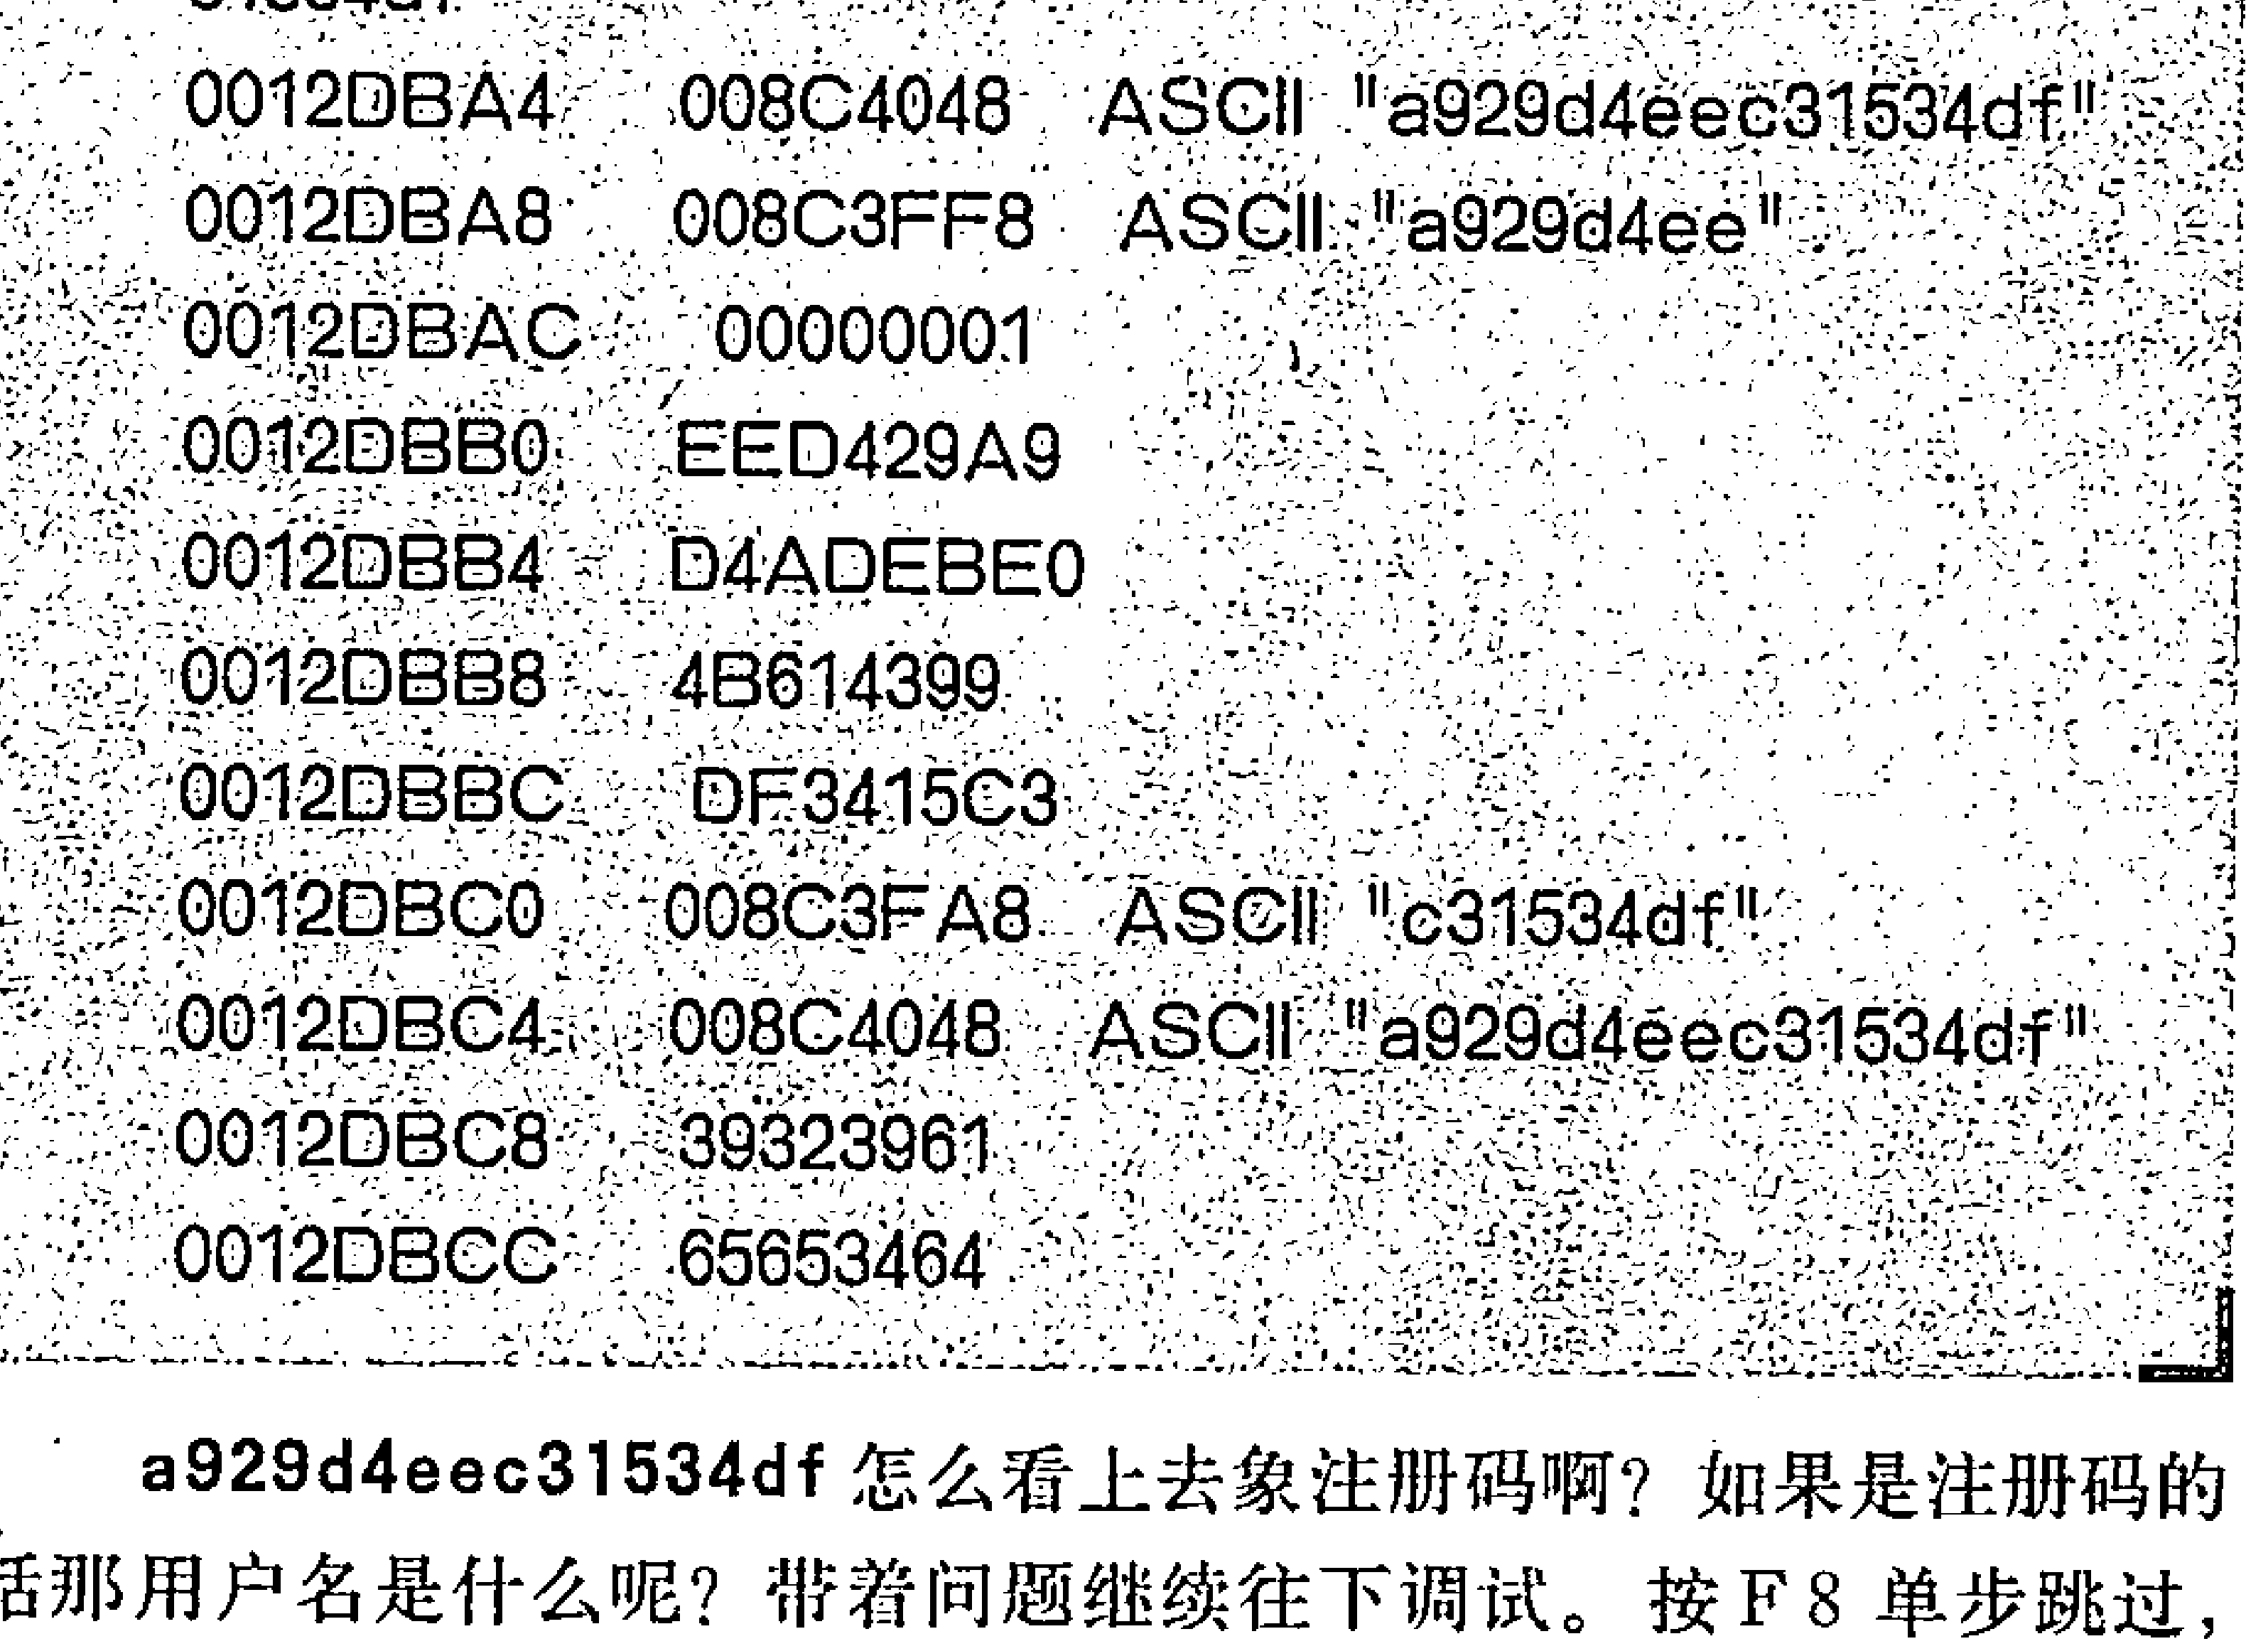 0012DBA4 008C4048 ASCII "a929d4eec31534df"
0012DBA8 008C3FF8 ASCII "a929d4ee"
0012DBAC 00000001
0012DBB0 EED429A9
0012DBB4 D4ADEBE0
0012DBB8 4B614399
0012DBBC DF3415C3
0012DBC0 008C3FA8 ASCII "c31534df"
0012DBC4 008C4048 ASCII "a929d4eec31534df"
0012DBC8 39323961
0012DBCC 65653464
a929d4eec31534df 怎么看上去象注册码啊？如果是注册码的
话那用户名是什么呢？带着问题继续往下调试。按F8单步跳过，